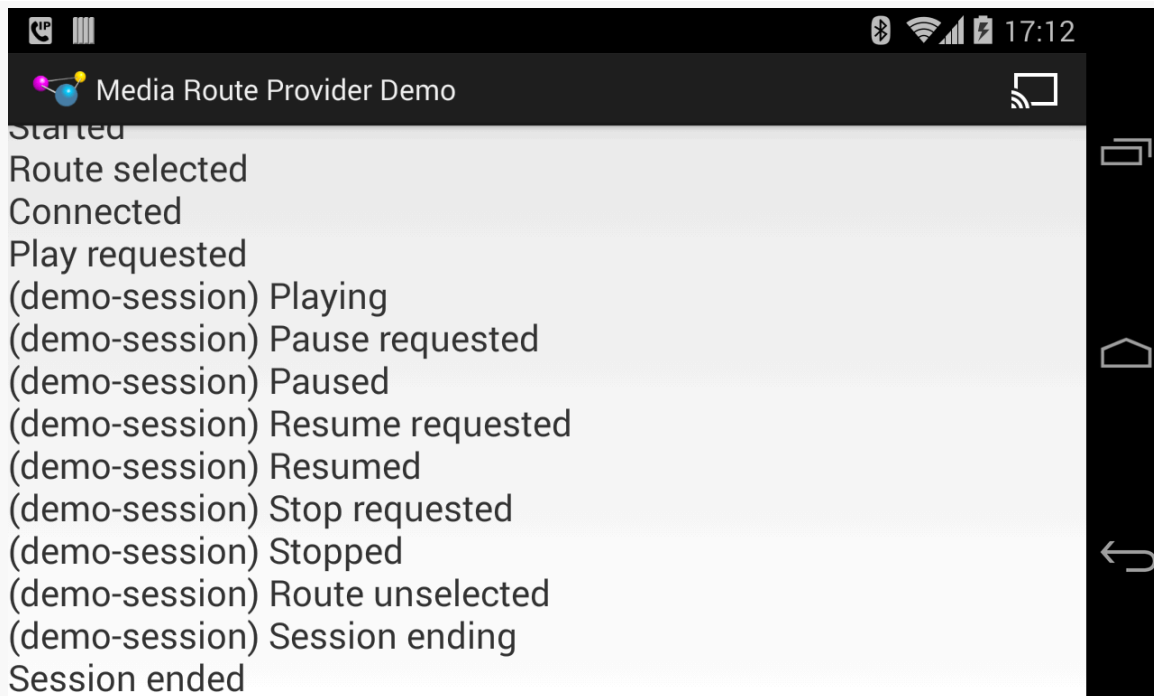 IP
17:12
Media Route Provider Demo
Started
Route selected
Connected
Play requested
(demo-session) Playing
(demo-session) Pause requested
(demo-session) Paused
(demo-session) Resume requested
(demo-session) Resumed
(demo-session) Stop requested
(demo-session) Stopped
(demo-session) Route unselected
(demo-session) Session ending
Session ended